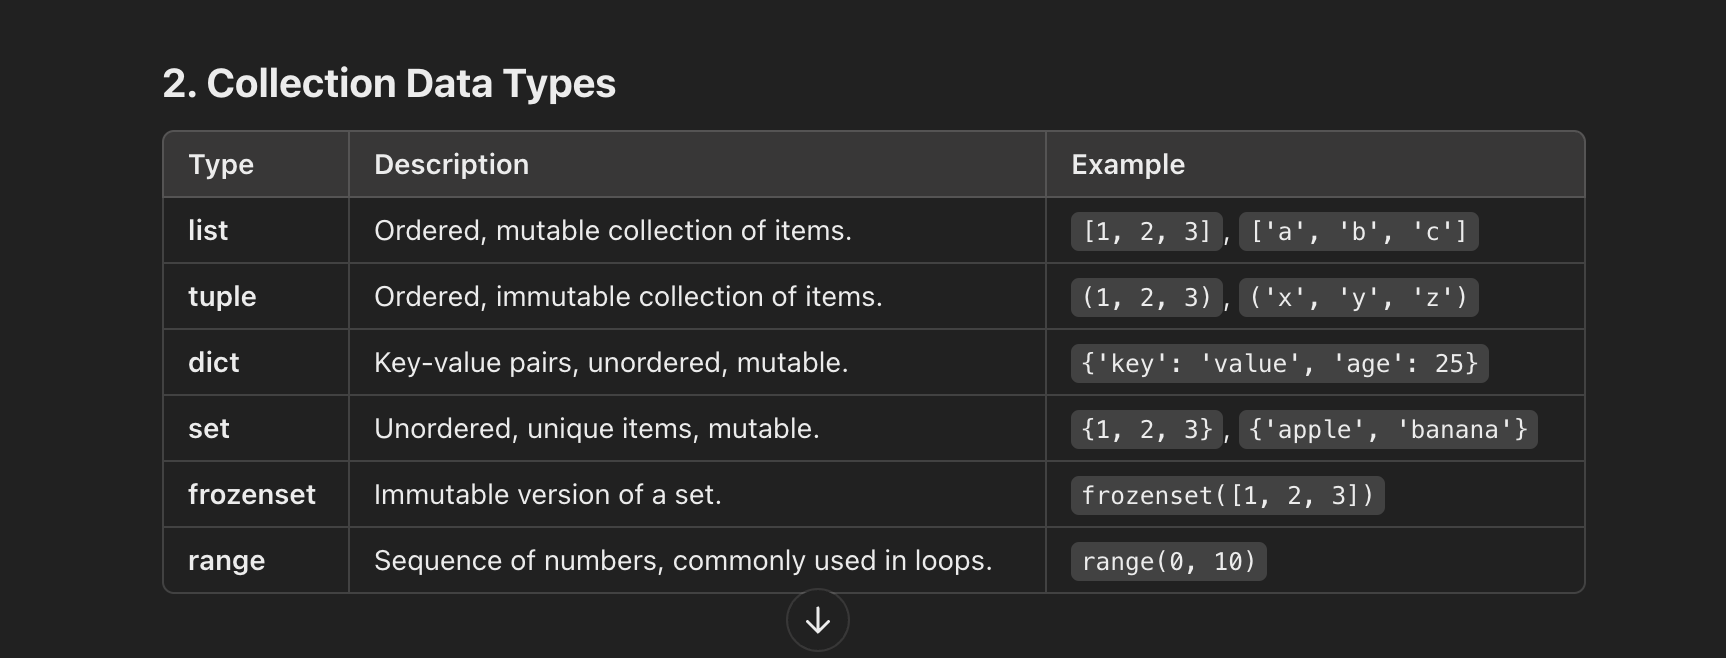 2. Collection Data Types
Type Description Example
list Ordered, mutable collection of items. [1, 2, 3], ['a', 'b', 'c']
tuple Ordered, immutable collection of items. (1, 2, 3), ('x', 'y', 'z')
dict Key-value pairs, unordered, mutable. {'key': 'value', 'age': 25}
set Unordered, unique items, mutable. {1, 2, 3}, {'apple', 'banana'}
frozenset Immutable version of a set. frozenset([1, 2, 3])
range Sequence of numbers, commonly used in loops. range(0, 10)